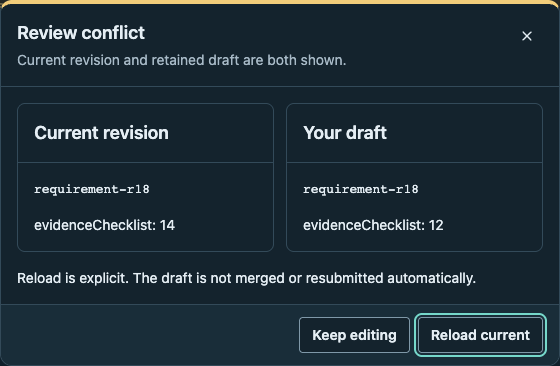 Review conflict
Current revision and retained draft are both shown.
Current revision
requirement-r18
evidenceChecklist: 14
Your draft
requirement-r18
evidenceChecklist: 12
Reload is explicit. The draft is not merged or resubmitted automatically.
Keep editing
Reload current